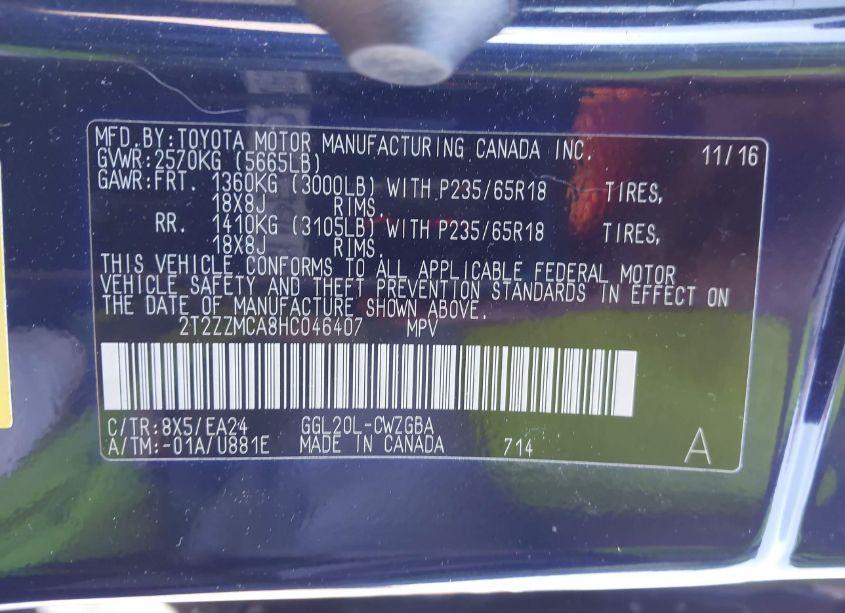 MFD.BY:TOYOTA MOTOR MANUFACTURING CANADA INC. 11/16
GVWR:2570KG (5665LB)
GAWR:FRT. 1360KG (3000LB) WITH P235/65R18 TIRES,
18X8J RIMS,
RR. 1410KG (3105LB) WITH P235/65R18 TIRES,
18X8J RIMS.
THIS VEHICLE CONFORMS TO ALL APPLICABLE FEDERAL MOTOR
VEHICLE SAFETY AND THEFT PREVENTION STANDARDS IN EFFECT ON
THE DATE OF MANUFACTURE SHOWN ABOVE.
2T2ZZMCA8HC046407 MPV
C/TR:8X5/EA24 GGL20L-CWZGBA
A/TM:-01A/U881E MADE IN CANADA 714 A